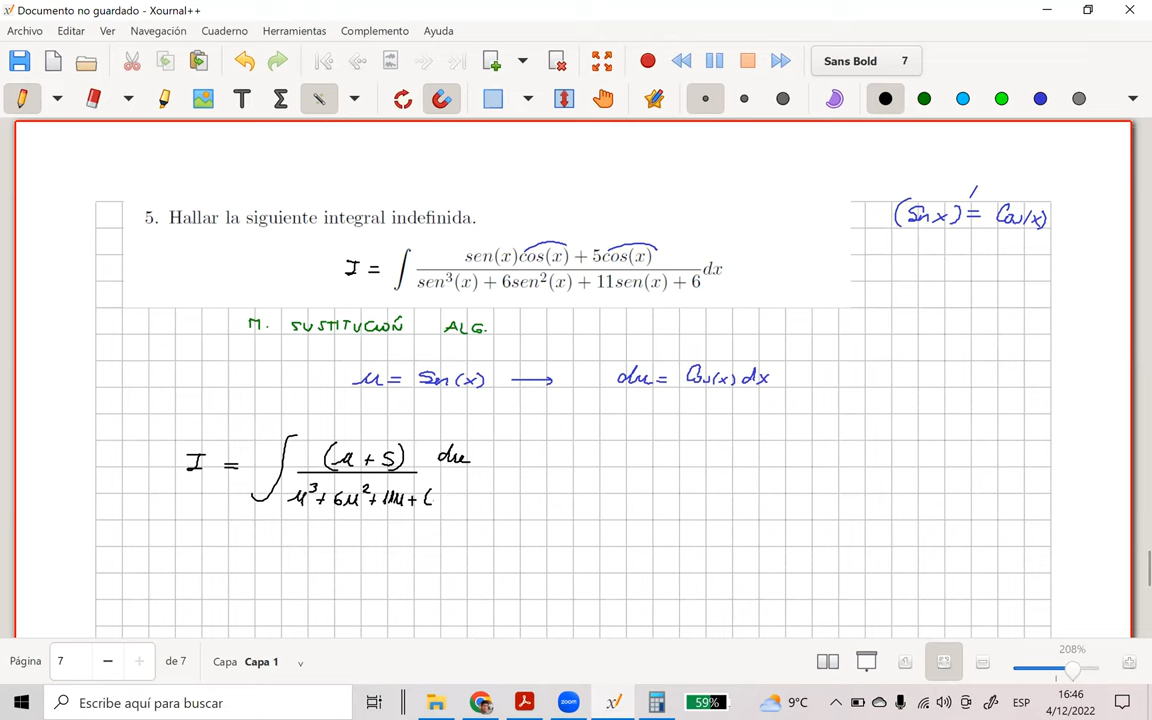 Documento no guardado - Xournal++
Archivo Editar Ver Navegación Cuaderno Herramientas Complemento Ayuda
Sans Bold 7
(Sen x)' = Cos(x)
5. Hallar la siguiente integral indefinida.
I = ∫ (sen(x)cos(x) + 5cos(x)) / (sen³(x) + 6sen²(x) + 11sen(x) + 6) dx
M. SUSTITUCIÓN ALG.
u = Sen(x) → du = Cos(x) dx
I = ∫ (u + 5) / (u³ + 6u² + 11u + ( du
Página 7 de 7 Capa Capa 1 208%
Escribe aquí para buscar 59% 9°C ESP 16:46
4/12/2022